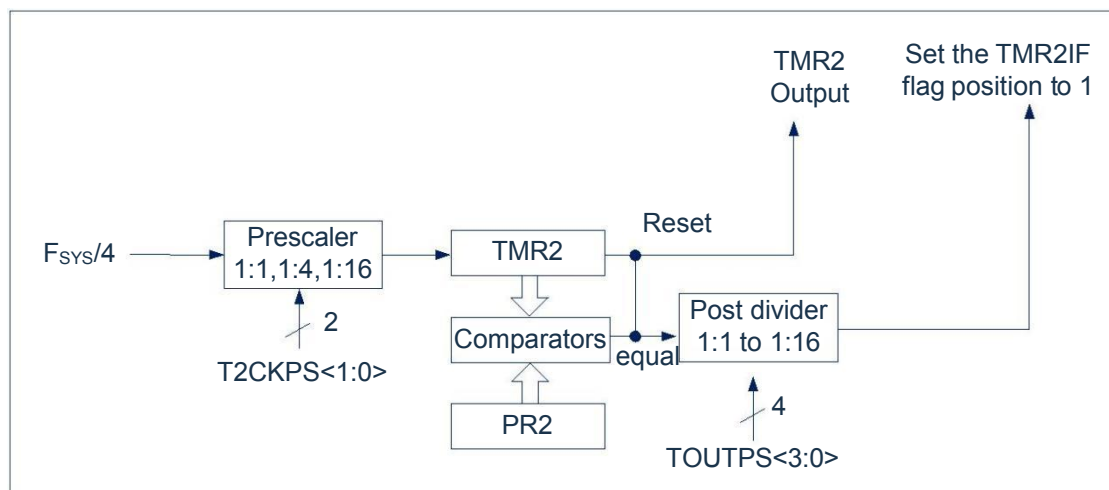 TMR2
Output
Set the TMR2IF
flag position to 1
Reset
FSYS/4
Prescaler
1:1,1:4,1:16
TMR2
2
T2CKPS<1:0>
Comparators
equal
Post divider
1:1 to 1:16
PR2
4
TOUTPS<3:0>